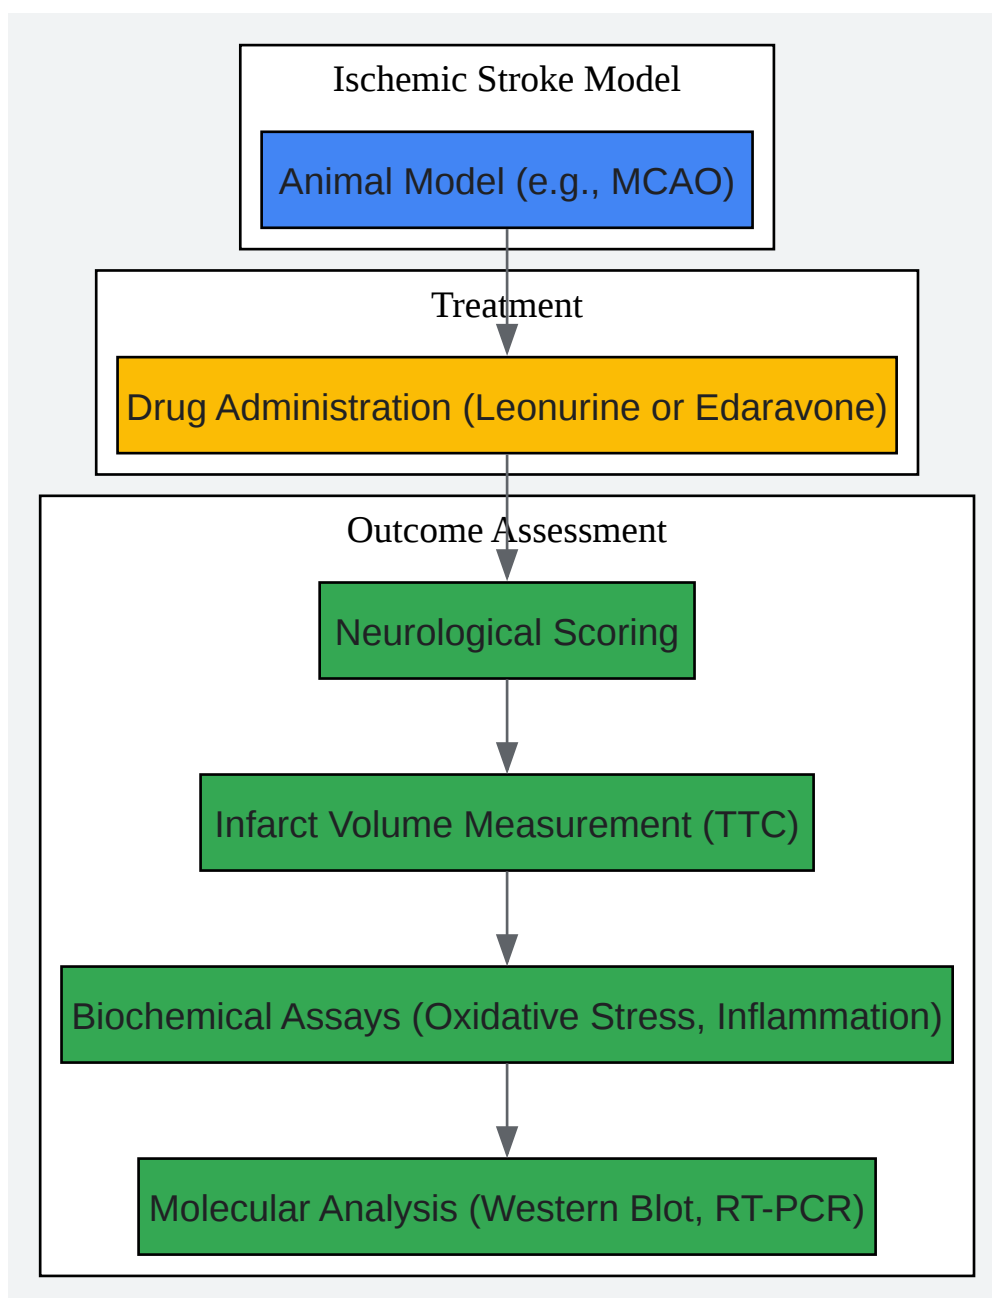 Ischemic Stroke Model
Animal Model (e.g., MCAO)
Treatment
Drug Administration (Leonurine or Edaravone)
Outcome Assessment
Neurological Scoring
Infarct Volume Measurement (TTC)
Biochemical Assays (Oxidative Stress, Inflammation)
Molecular Analysis (Western Blot, RT-PCR)